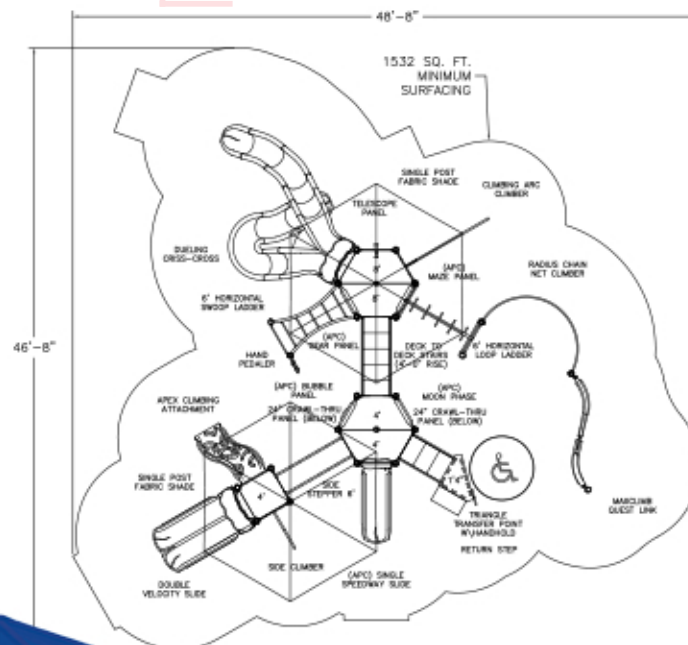 48'-8"
1532 SQ. FT.
MINIMUM
SURFACING
SINGLE POST
FABRIC SHADE
CLIMBING ARC
CLIMBER
TELESCOPE
PANEL
DUELING
CRISS-CROSS
8'
(APC)
MAZE PANEL
RADIUS CHAIN
NET CLIMBER
6' HORIZONTAL
SWOOP LADDER
46'-8"
(APC)
GEAR PANEL
DECK TO
DECK STAIRS
6' HORIZONTAL
LOOP LADDER
HAND
PEDALER
(APC) BUBBLE
PANEL
24" CRAWL-THRU
PANEL (BELOW)
(APC)
MOON PHASE
24" CRAWL-THRU
PANEL (BELOW)
APEX CLIMBING
ATTACHMENT
4'
4'
SINGLE POST
FABRIC SHADE
4'
SIDE
STEPPER 6'
MAXCLIMB
QUEST LINK
TRIANGLE
TRANSFER POINT
W\HANDHOLD
RETURN STEP
SIDE CLIMBER
DOUBLE
VELOCITY SLIDE
(APC) SINGLE
SPEEDWAY SLIDE